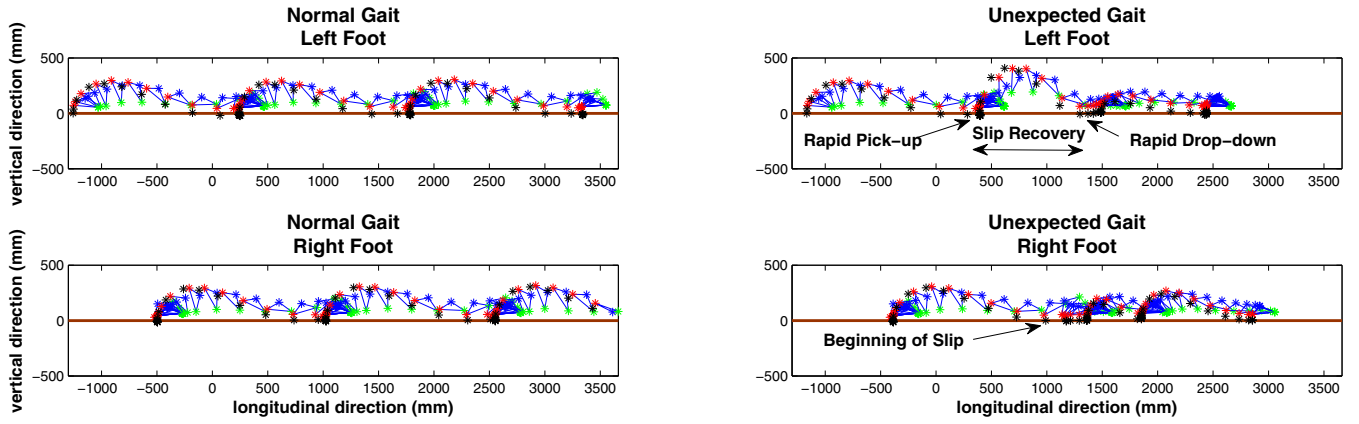 Normal Gait
Left Foot
vertical direction (mm)
500
0
−500
−1000 −500 0 500 1000 1500 2000 2500 3000 3500
Unexpected Gait
Left Foot
500
0
−500
Rapid Pick−up
Slip Recovery
Rapid Drop−down
−1000 −500 0 500 1000 1500 2000 2500 3000 3500
Normal Gait
Right Foot
vertical direction (mm)
500
0
−500
−1000 −500 0 500 1000 1500 2000 2500 3000 3500
longitudinal direction (mm)
Unexpected Gait
Right Foot
500
0
−500
Beginning of Slip
−1000 −500 0 500 1000 1500 2000 2500 3000 3500
longitudinal direction (mm)